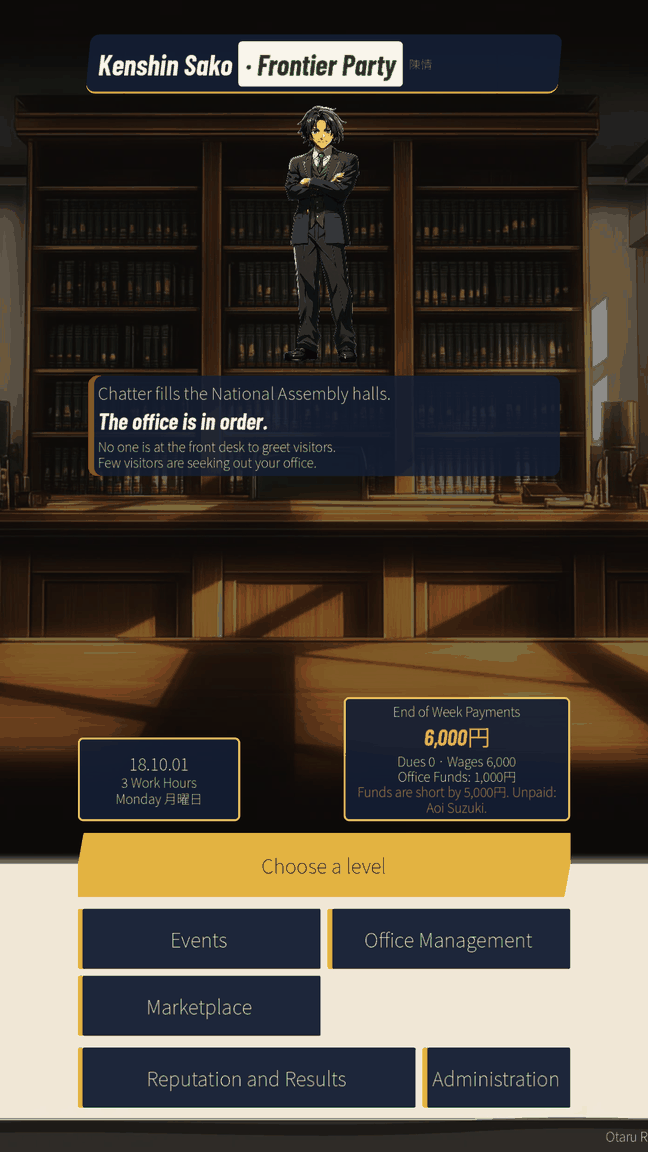 Kenshin Sako · Frontier Party 陳情
Chatter fills the National Assembly halls.
The office is in order.
No one is at the front desk to greet visitors.
Few visitors are seeking out your office.
18.10.01
3 Work Hours
Monday 月曜日
End of Week Payments
6,000円
Dues 0 · Wages 6,000
Office Funds: 1,000円
Funds are short by 5,000円. Unpaid:
Aoi Suzuki.
Choose a level
Events
Office Management
Marketplace
Reputation and Results
Administration
Otaru R